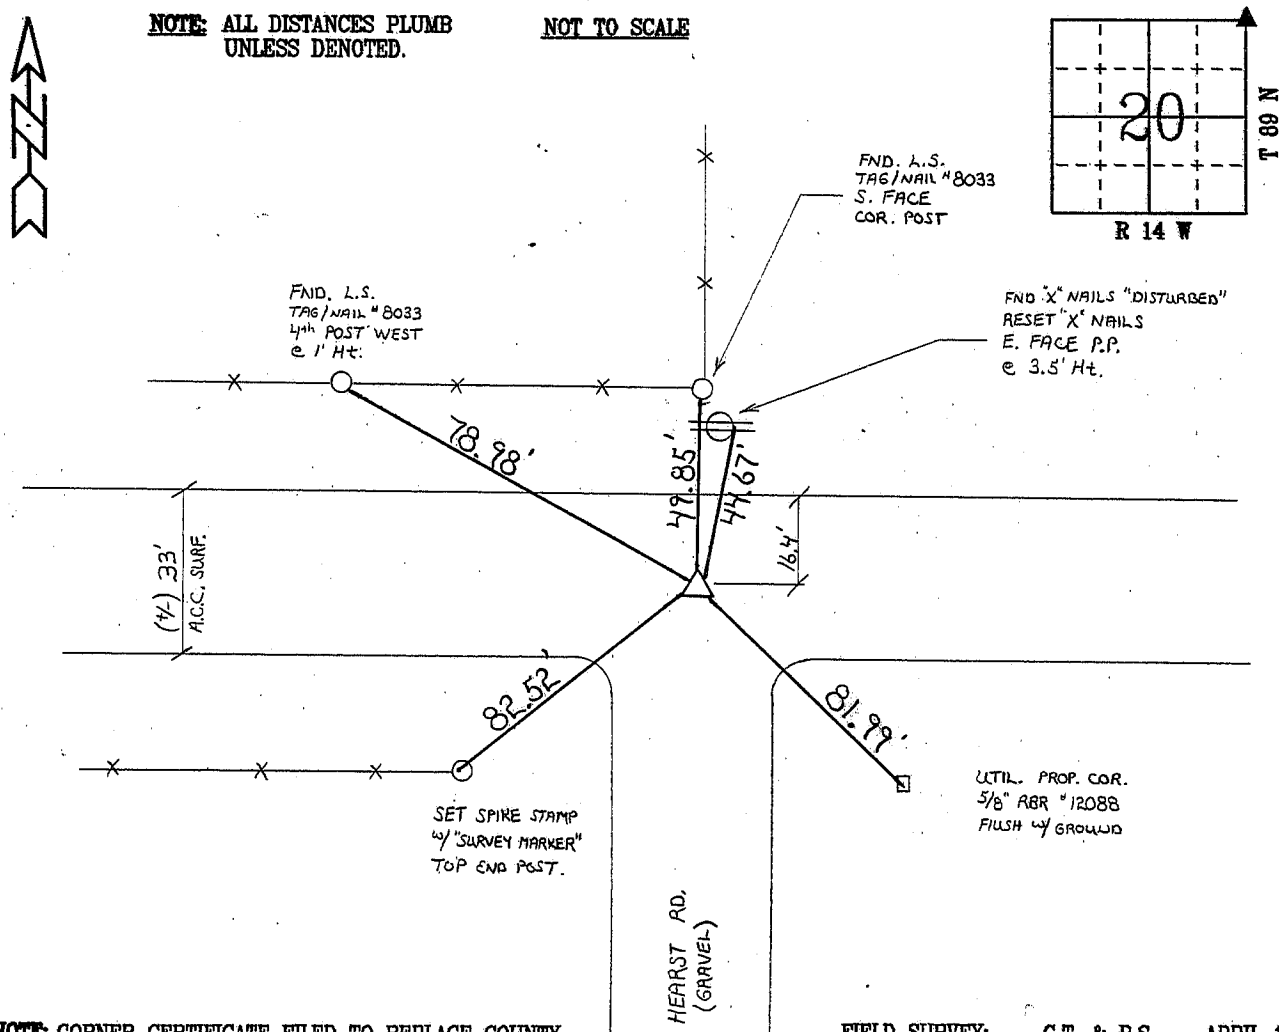 NOTE: ALL DISTANCES PLUMB
UNLESS DENOTED.
NOT TO SCALE
N
20
T 89 N
R 14 W
FND. L.S.
TAG/NAIL #8033
S. FACE
COR. POST
FND. L.S.
TAG/NAIL #8033
4th POST WEST
@ 1' Ht.
FND "X" NAILS "DISTURBED"
RESET "X" NAILS
E. FACE P.P.
@ 3.5' Ht.
78.98'
49.85'
44.67'
16.4'
(+/-) 33'
A.C.C. SURF.
82.52'
81.99'
SET SPIKE STAMP
w/ "SURVEY MARKER"
TOP END POST.
UTIL. PROP. COR.
5/8" RBR #12088
FLUSH w/ GROUND
HEARST RD.
(GRAVEL)
NOTE: CORNER CERTIFICATE FILED TO REPLACE COUNTY
FIELD SURVEY: C.T. & B.S. APRIL